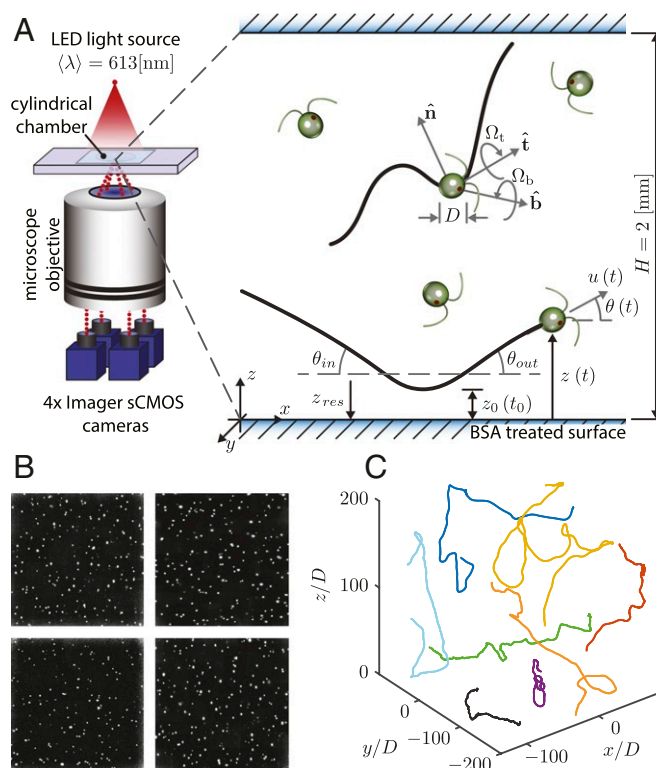 A
LED light source
⟨λ⟩ = 613[nm]
cylindrical
chamber
microscope
objective
4x Imager sCMOS
cameras
n̂
Ω_t
t̂
Ω_b
b̂
D
H = 2 [mm]
u(t)
θ(t)
θ_in
θ_out
z
x
y
z_res
z_0(t_0)
z(t)
BSA treated surface
B
C
200
100
0
z/D
0
−100
−200
y/D
−100
0
x/D